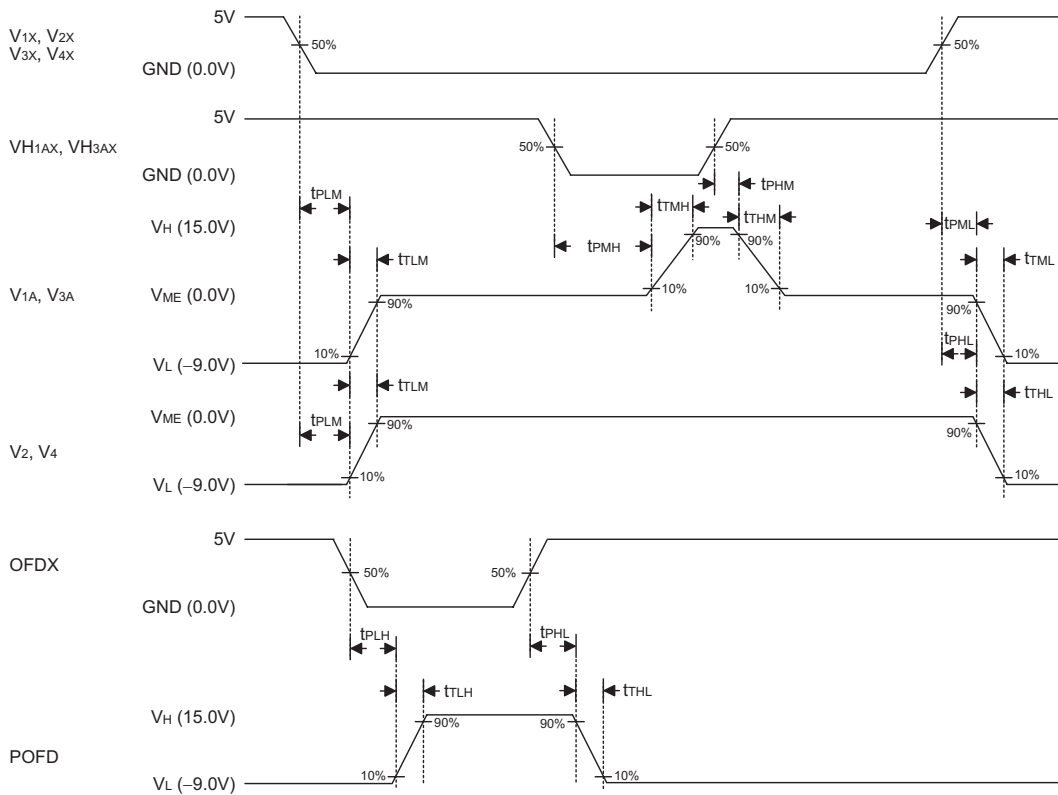 V1X, V2X
V3X, V4X
5V
50%
50%
GND (0.0V)
VH1AX, VH3AX
5V
50%
50%
GND (0.0V)
tPLM
tPHM
tTMH
tTHM
tPML
VH (15.0V)
tPMH
90%
90%
tTLM
tTML
V1A, V3A
VME (0.0V)
90%
10%
10%
90%
tPHL
VL (–9.0V)
10%
10%
tTLM
tTHL
V2, V4
VME (0.0V)
tPLM
90%
90%
VL (–9.0V)
10%
10%
OFDX
5V
50%
50%
GND (0.0V)
tPLH
tPHL
tTLH
tTHL
POFD
VH (15.0V)
90%
90%
VL (–9.0V)
10%
10%